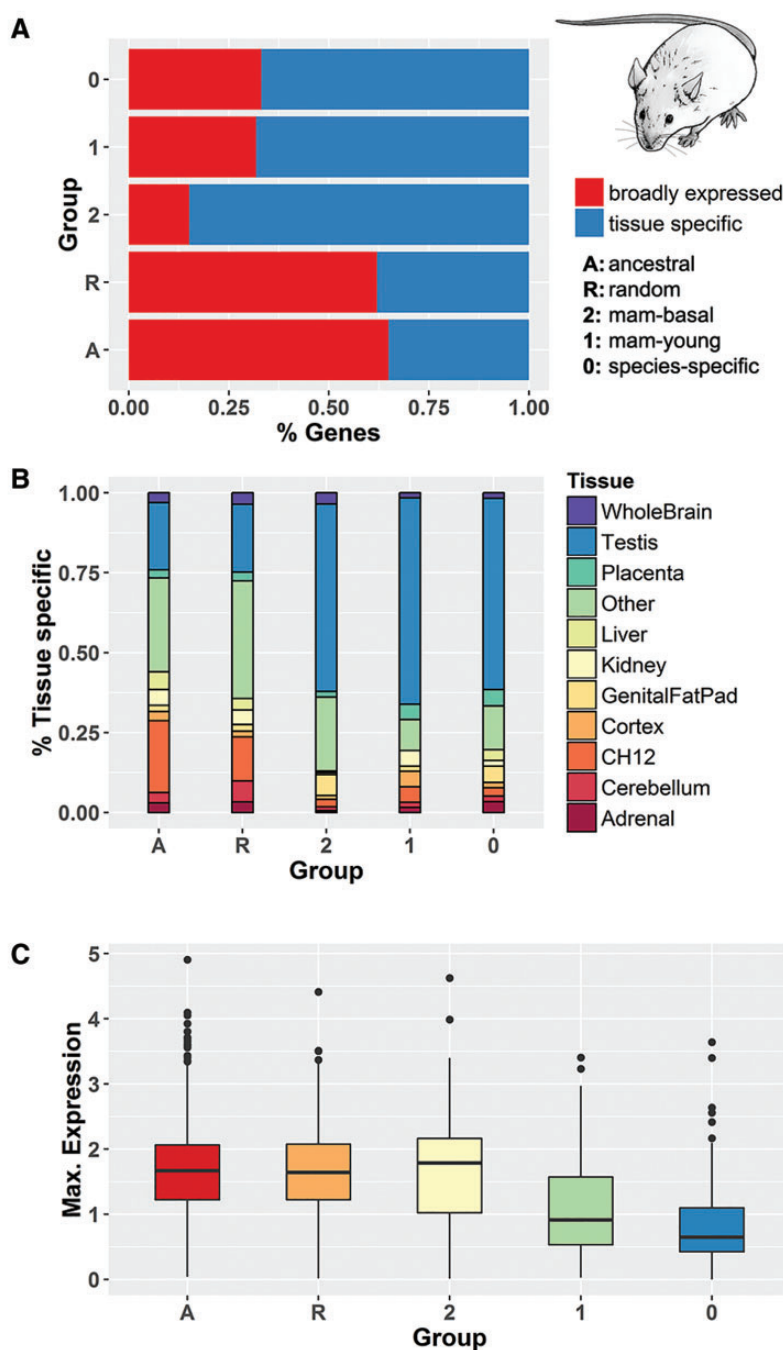 A
0
1
2
R
A
Group
0.00 0.25 0.50 0.75 1.00
% Genes
broadly expressed
tissue specific
A: ancestral
R: random
2: mam-basal
1: mam-young
0: species-specific
B
1.00
0.75
0.50
0.25
0.00
% Tissue specific
A R 2 1 0
Group
Tissue
WholeBrain
Testis
Placenta
Other
Liver
Kidney
GenitalFatPad
Cortex
CH12
Cerebellum
Adrenal
C
5
4
3
2
1
0
Max. Expression
A R 2 1 0
Group